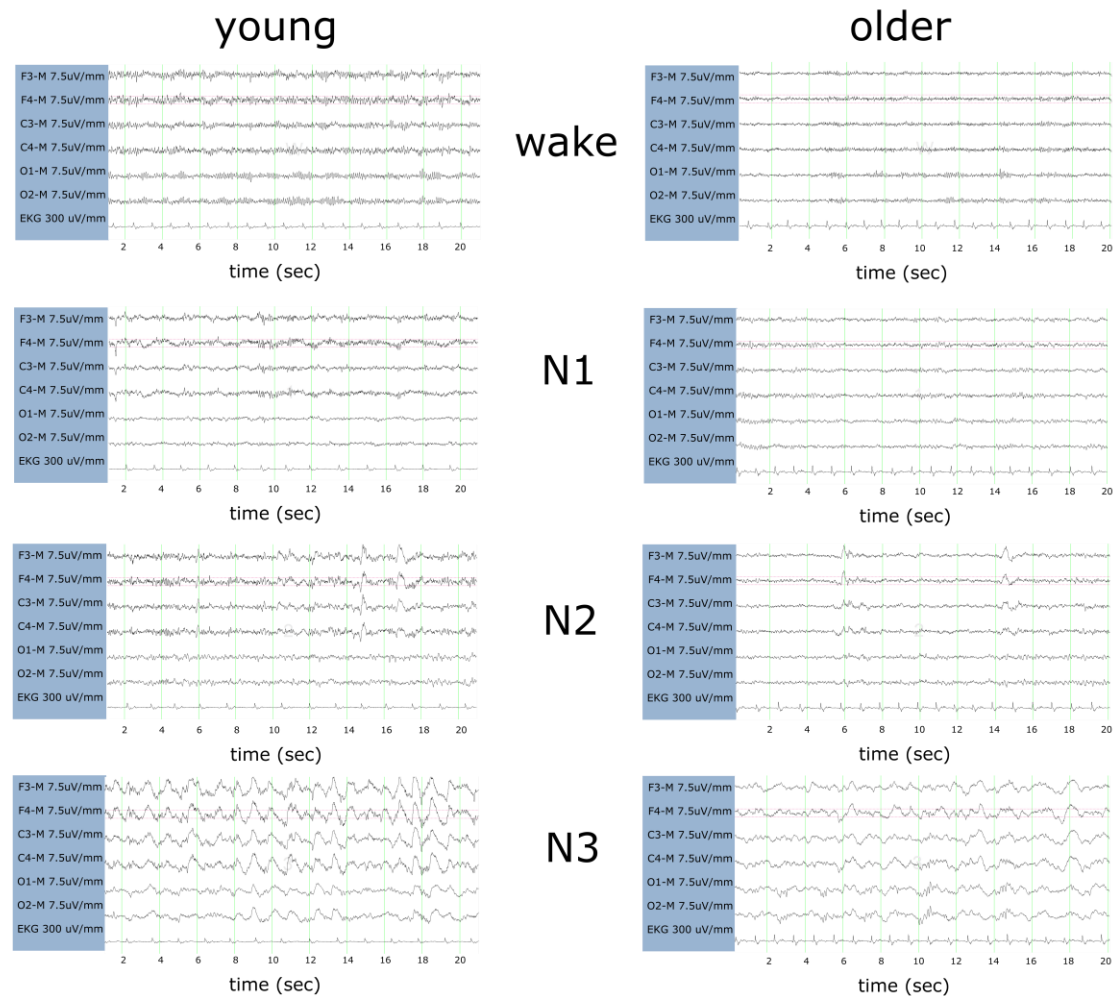 young
older
F3-M 7.5uV/mm
F4-M 7.5uV/mm
C3-M 7.5uV/mm
C4-M 7.5uV/mm
O1-M 7.5uV/mm
O2-M 7.5uV/mm
EKG 300 uV/mm
2 4 6 8 10 12 14 16 18 20
time (sec)
wake
F3-M 7.5uV/mm
F4-M 7.5uV/mm
C3-M 7.5uV/mm
C4-M 7.5uV/mm
O1-M 7.5uV/mm
O2-M 7.5uV/mm
EKG 300 uV/mm
2 4 6 8 10 12 14 16 18 20
time (sec)
F3-M 7.5uV/mm
F4-M 7.5uV/mm
C3-M 7.5uV/mm
C4-M 7.5uV/mm
O1-M 7.5uV/mm
O2-M 7.5uV/mm
EKG 300 uV/mm
2 4 6 8 10 12 14 16 18 20
time (sec)
N1
F3-M 7.5uV/mm
F4-M 7.5uV/mm
C3-M 7.5uV/mm
C4-M 7.5uV/mm
O1-M 7.5uV/mm
O2-M 7.5uV/mm
EKG 300 uV/mm
2 4 6 8 10 12 14 16 18 20
time (sec)
F3-M 7.5uV/mm
F4-M 7.5uV/mm
C3-M 7.5uV/mm
C4-M 7.5uV/mm
O1-M 7.5uV/mm
O2-M 7.5uV/mm
EKG 300 uV/mm
2 4 6 8 10 12 14 16 18 20
time (sec)
N2
F3-M 7.5uV/mm
F4-M 7.5uV/mm
C3-M 7.5uV/mm
C4-M 7.5uV/mm
O1-M 7.5uV/mm
O2-M 7.5uV/mm
EKG 300 uV/mm
2 4 6 8 10 12 14 16 18 20
time (sec)
F3-M 7.5uV/mm
F4-M 7.5uV/mm
C3-M 7.5uV/mm
C4-M 7.5uV/mm
O1-M 7.5uV/mm
O2-M 7.5uV/mm
EKG 300 uV/mm
2 4 6 8 10 12 14 16 18 20
time (sec)
N3
F3-M 7.5uV/mm
F4-M 7.5uV/mm
C3-M 7.5uV/mm
C4-M 7.5uV/mm
O1-M 7.5uV/mm
O2-M 7.5uV/mm
EKG 300 uV/mm
2 4 6 8 10 12 14 16 18 20
time (sec)